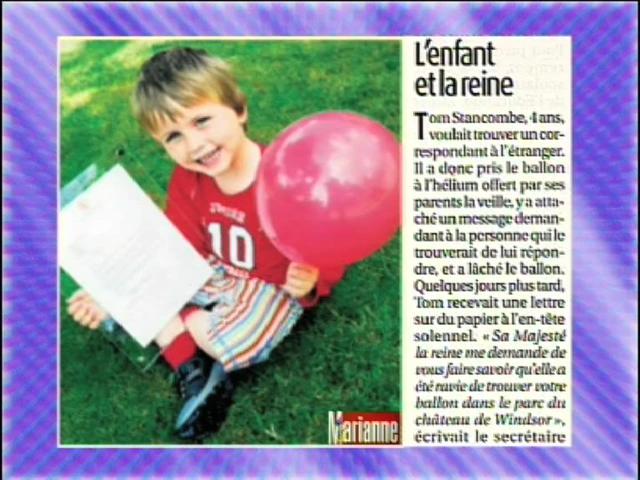 L'enfant
et la reine
Tom Stancombe, 4 ans,
voulait trouver un cor-
respondant à l'étranger.
Il a donc pris le ballon
à l'hélium offert par ses
parents la veille, y a atta-
ché un message deman-
dant à la personne qui le
trouverait de lui répon-
dre, et a lâché le ballon.
Quelques jours plus tard,
Tom recevait une lettre
sur du papier à l'en-tête
solennel. « Sa Majesté
la reine me demande de
vous faire savoir qu'elle a
été ravie de trouver votre
ballon dans le parc du
château de Windsor »,
écrivait le secrétaire
10
Marianne